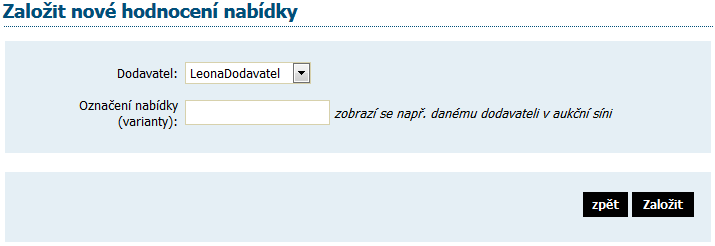 Založit nové hodnocení nabídky
Dodavatel: LeonaDodavatel
Označení nabídky
(varianty): zobrazí se např. danému dodavateli v aukční síni
zpět Založit